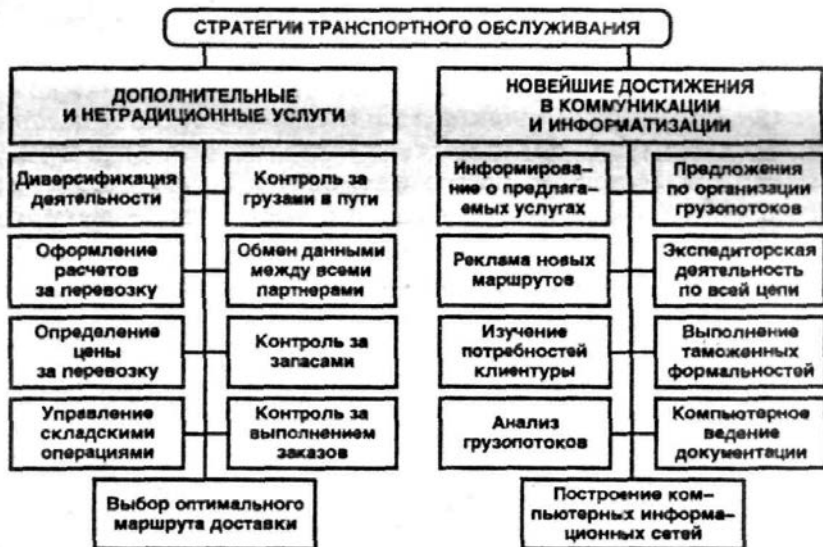 СТРАТЕГИИ ТРАНСПОРТНОГО ОБСЛУЖИВАНИЯ
ДОПОЛНИТЕЛЬНЫЕ
И НЕТРАДИЦИОННЫЕ УСЛУГИ
Диверсификация
деятельности
Контроль за
грузами в пути
Оформление
расчетов
за перевозку
Обмен данными
между всеми
партнерами
Определение
цены
за перевозку
Контроль за
запасами
Управление
складскими
операциями
Контроль за
выполнением
заказов
Выбор оптимального
маршрута доставки
НОВЕЙШИЕ ДОСТИЖЕНИЯ
В КОММУНИКАЦИИ
И ИНФОРМАТИЗАЦИИ
Информирова-
ние о предлага-
емых услугах
Предложения
по организации
грузопотоков
Реклама новых
маршрутов
Экспедиторская
деятельность
по всей цепи
Изучение
потребностей
клиентуры
Выполнение
таможенных
формальностей
Анализ
грузопотоков
Компьютерное
ведение
документации
Построение ком-
пьютерных информа-
ционных сетей